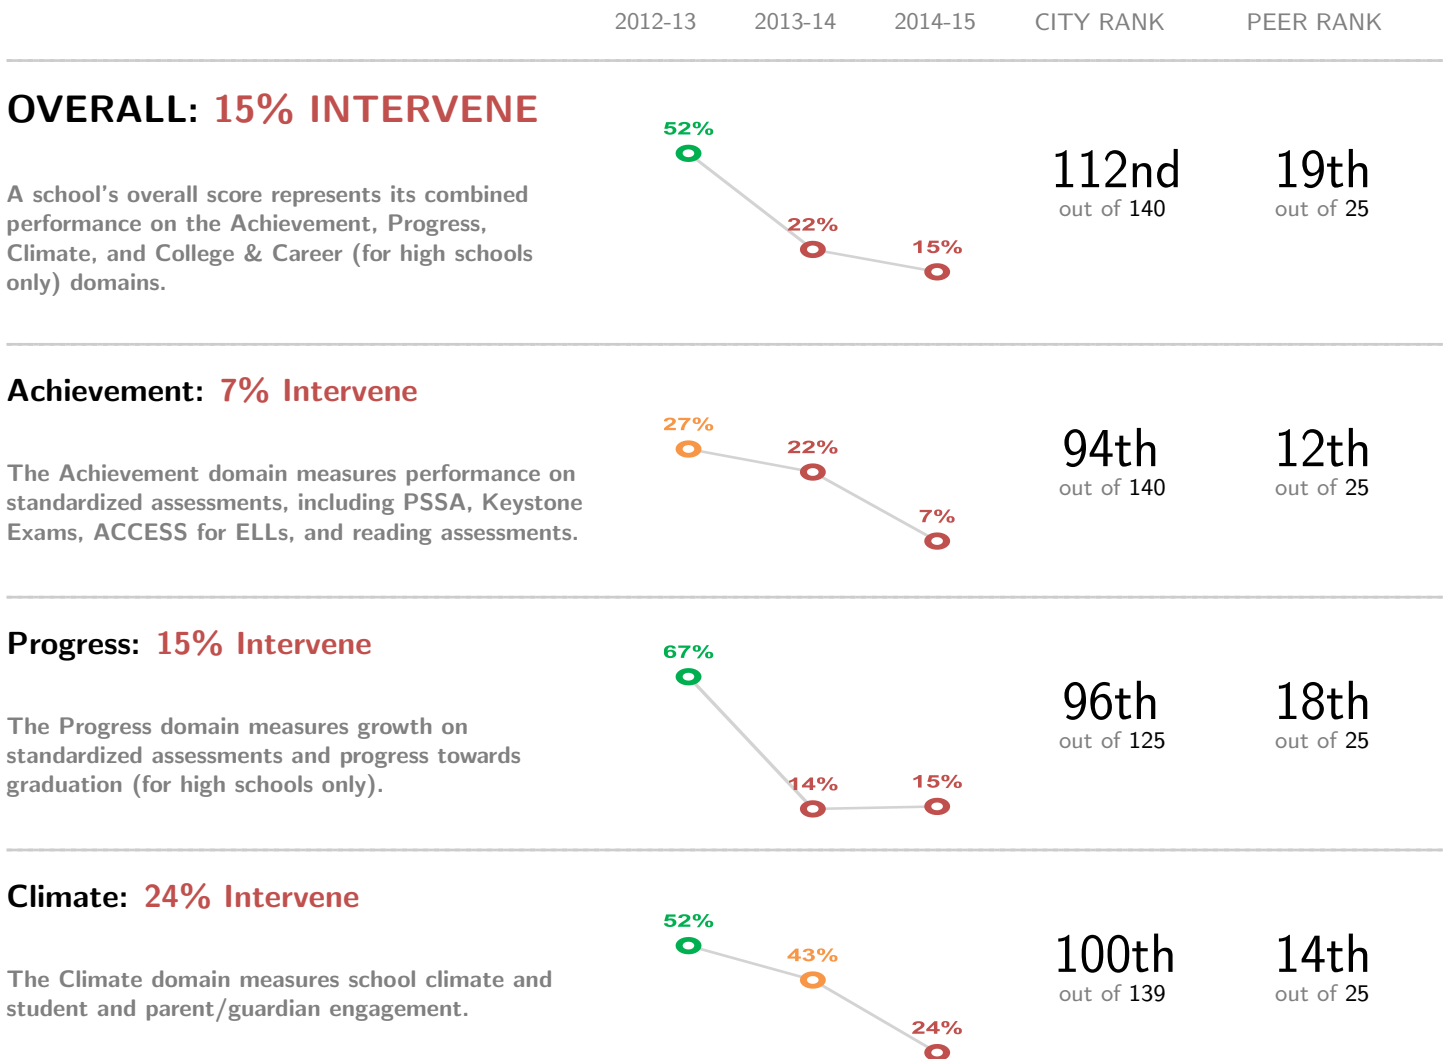 2012-13 2013-14 2014-15 CITY RANK PEER RANK
OVERALL: 15% INTERVENE
A school's overall score represents its combined
performance on the Achievement, Progress,
Climate, and College & Career (for high schools
only) domains.
52%
22%
15%
112nd
out of 140
19th
out of 25
Achievement: 7% Intervene
The Achievement domain measures performance on
standardized assessments, including PSSA, Keystone
Exams, ACCESS for ELLs, and reading assessments.
27%
22%
7%
94th
out of 140
12th
out of 25
Progress: 15% Intervene
The Progress domain measures growth on
standardized assessments and progress towards
graduation (for high schools only).
67%
14%
15%
96th
out of 125
18th
out of 25
Climate: 24% Intervene
The Climate domain measures school climate and
student and parent/guardian engagement.
52%
43%
24%
100th
out of 139
14th
out of 25